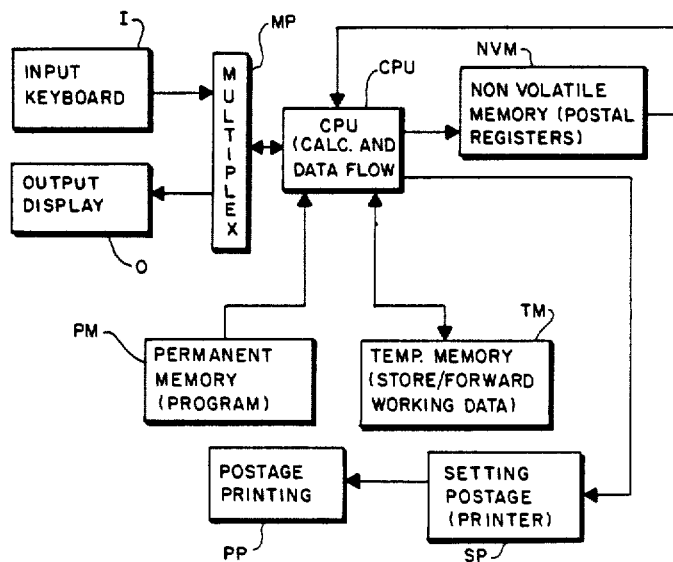 I
INPUT
KEYBOARD
MP
MULTIPLEX
CPU
CPU
(CALC. AND
DATA FLOW
NVM
NON VOLATILE
MEMORY (POSTAL
REGISTERS)
OUTPUT
DISPLAY
O
PM
PERMANENT
MEMORY
(PROGRAM)
TM
TEMP. MEMORY
(STORE/FORWARD
WORKING DATA)
POSTAGE
PRINTING
PP
SETTING
POSTAGE
(PRINTER)
SP